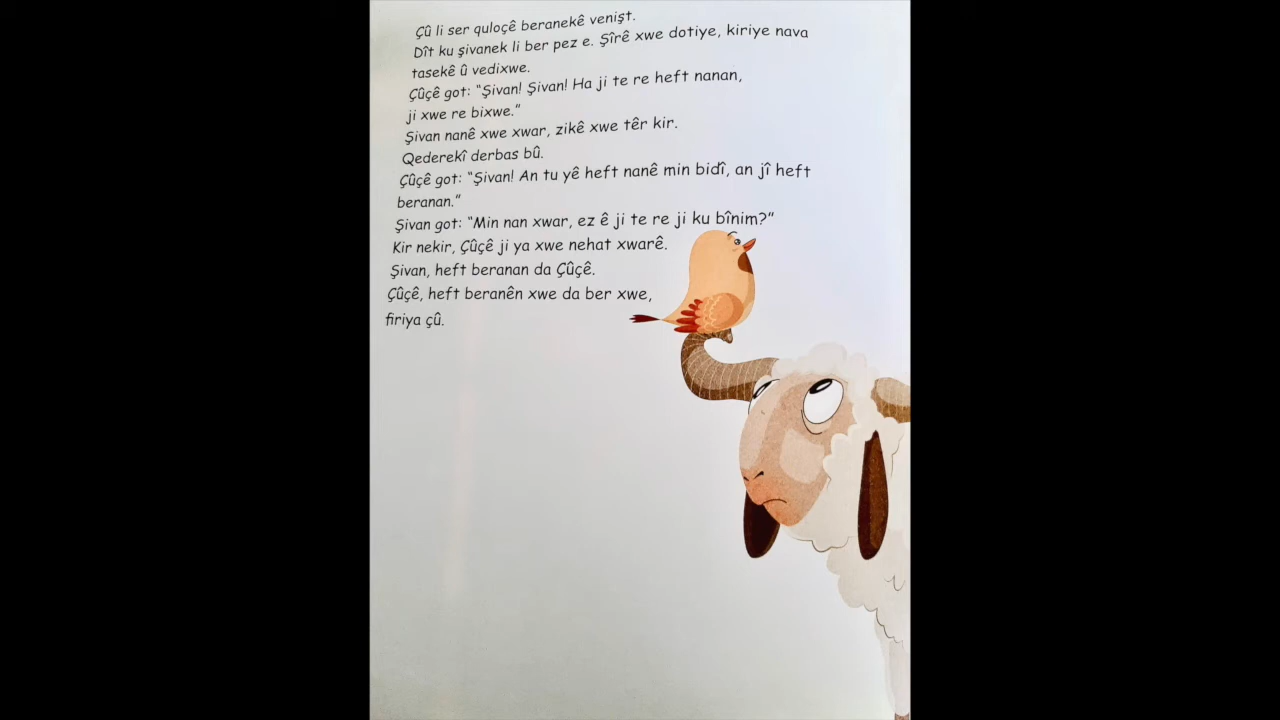 Çû li ser quloçê beranekê venişt.
Dît ku şivanek li ber pez e. Şîrê xwe dotiye, kiriye nava
tasekê û vedixwe.
Çûçê got: “Şivan! Şivan! Ha ji te re heft nanan,
ji xwe re bixwe.”
Şivan nanê xwe xwar, zikê xwe têr kir.
Qederekî derbas bû.
Çûçê got: “Şivan! An tu yê heft nanê min bidî, an jî heft
beranan.”
Şivan got: “Min nan xwar, ez ê ji te re ji ku bînim?”
Kir nekir, Çûçê ji ya xwe nehat xwarê.
Şivan, heft beranan da Çûçê.
Çûçê, heft beranên xwe da ber xwe,
firiya çû.